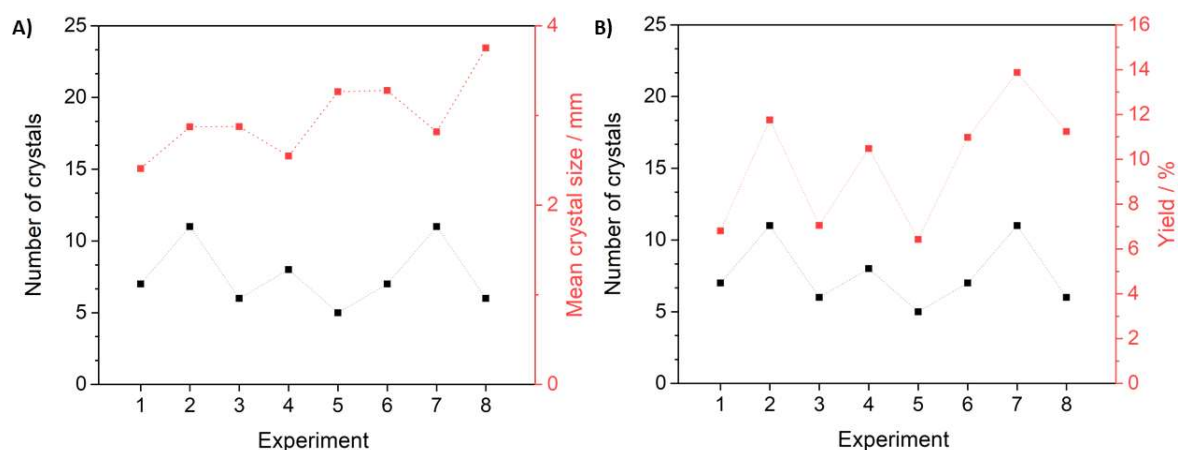 A)
25
20
15
10
5
0
Number of crystals
1 2 3 4 5 6 7 8
Experiment
4
2
0
Mean crystal size / mm
B)
25
20
15
10
5
0
Number of crystals
1 2 3 4 5 6 7 8
Experiment
16
14
12
10
8
6
4
2
0
Yield / %